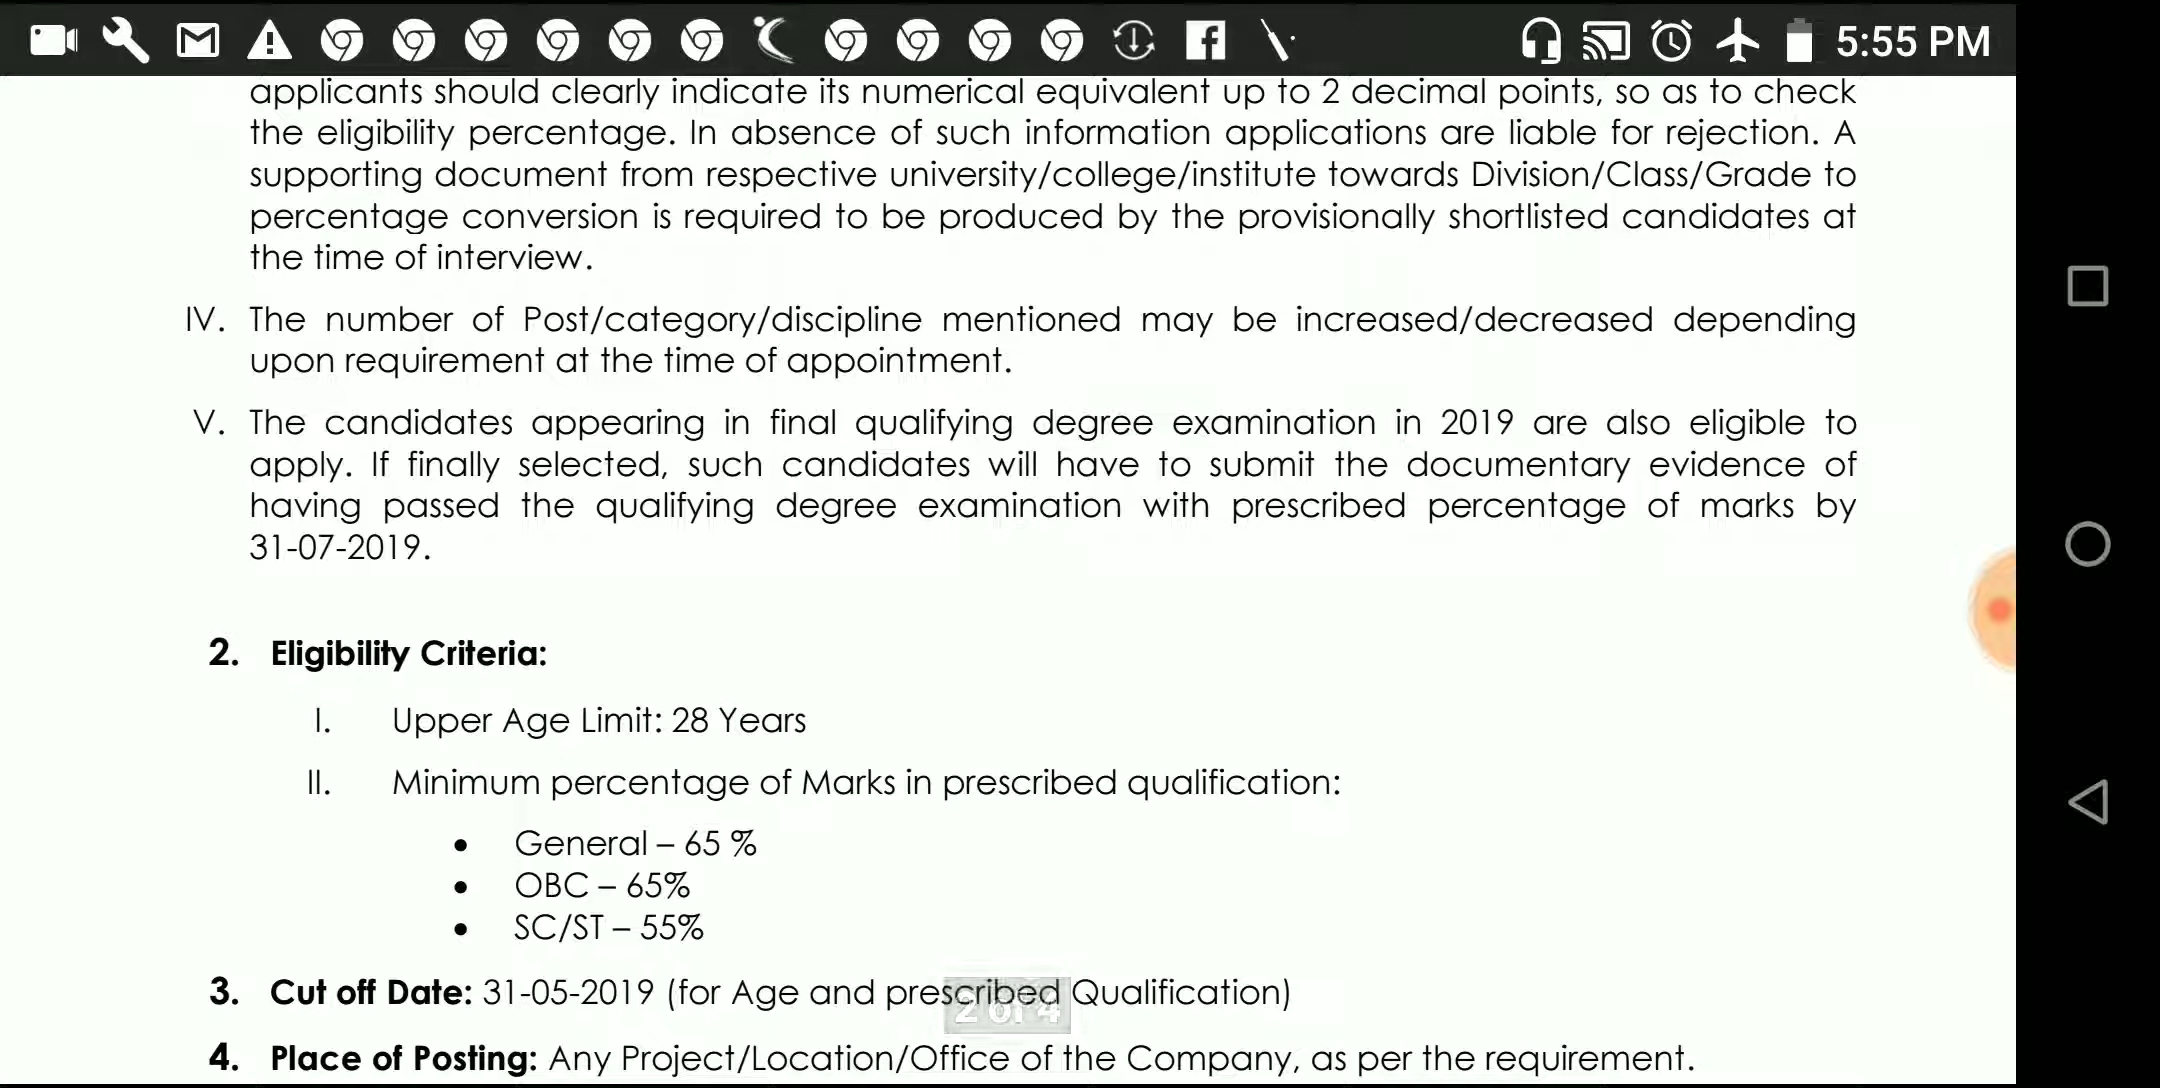 5:55 PM
applicants should clearly indicate its numerical equivalent up to 2 decimal points, so as to check
the eligibility percentage. In absence of such information applications are liable for rejection. A
supporting document from respective university/college/institute towards Division/Class/Grade to
percentage conversion is required to be produced by the provisionally shortlisted candidates at
the time of interview.
IV. The number of Post/category/discipline mentioned may be increased/decreased depending
upon requirement at the time of appointment.
V. The candidates appearing in final qualifying degree examination in 2019 are also eligible to
apply. If finally selected, such candidates will have to submit the documentary evidence of
having passed the qualifying degree examination with prescribed percentage of marks by
31-07-2019.
2. Eligibility Criteria:
I. Upper Age Limit: 28 Years
II. Minimum percentage of Marks in prescribed qualification:
• General – 65 %
• OBC – 65%
• SC/ST – 55%
3. Cut off Date: 31-05-2019 (for Age and prescribed Qualification)
2 of 4
4. Place of Posting: Any Project/Location/Office of the Company, as per the requirement.